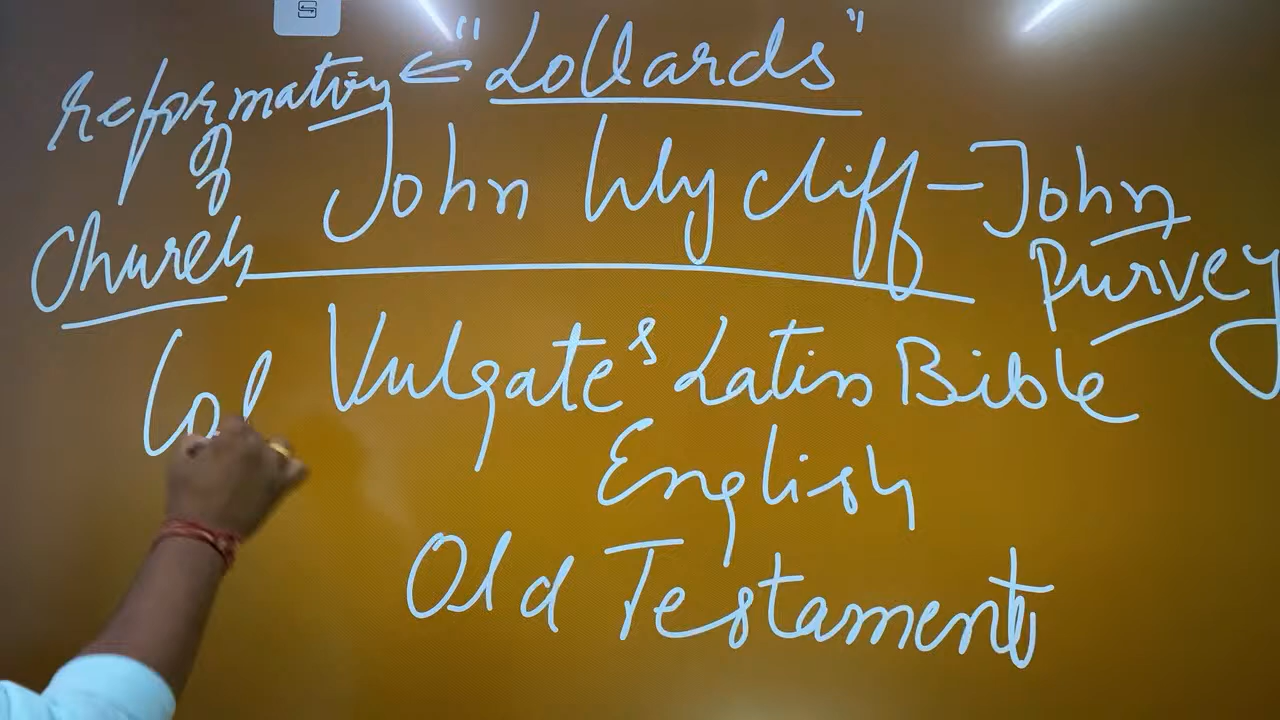 "Lollards"
Reformation ←
of
Church
John Wycliff - John
Purvey
Vulgate's Latin Bible
English
Old Testament